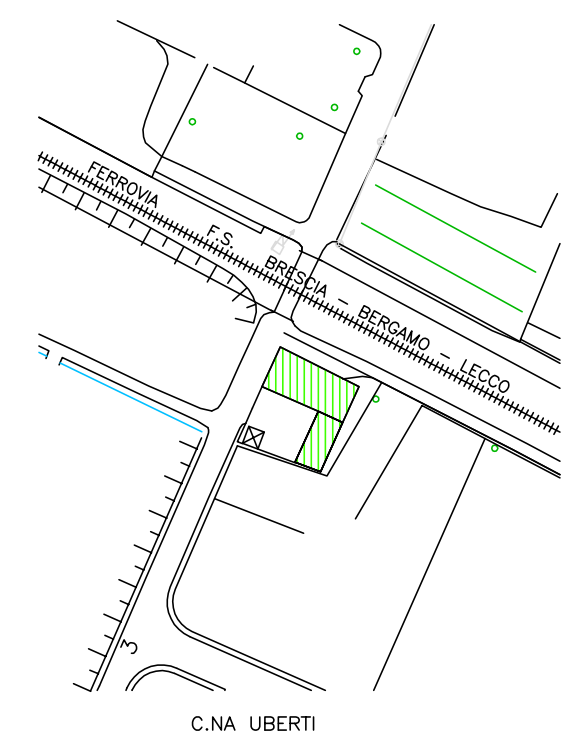 FERROVIA F.S. BRESCIA - BERGAMO - LECCO
3
C.NA UBERTI